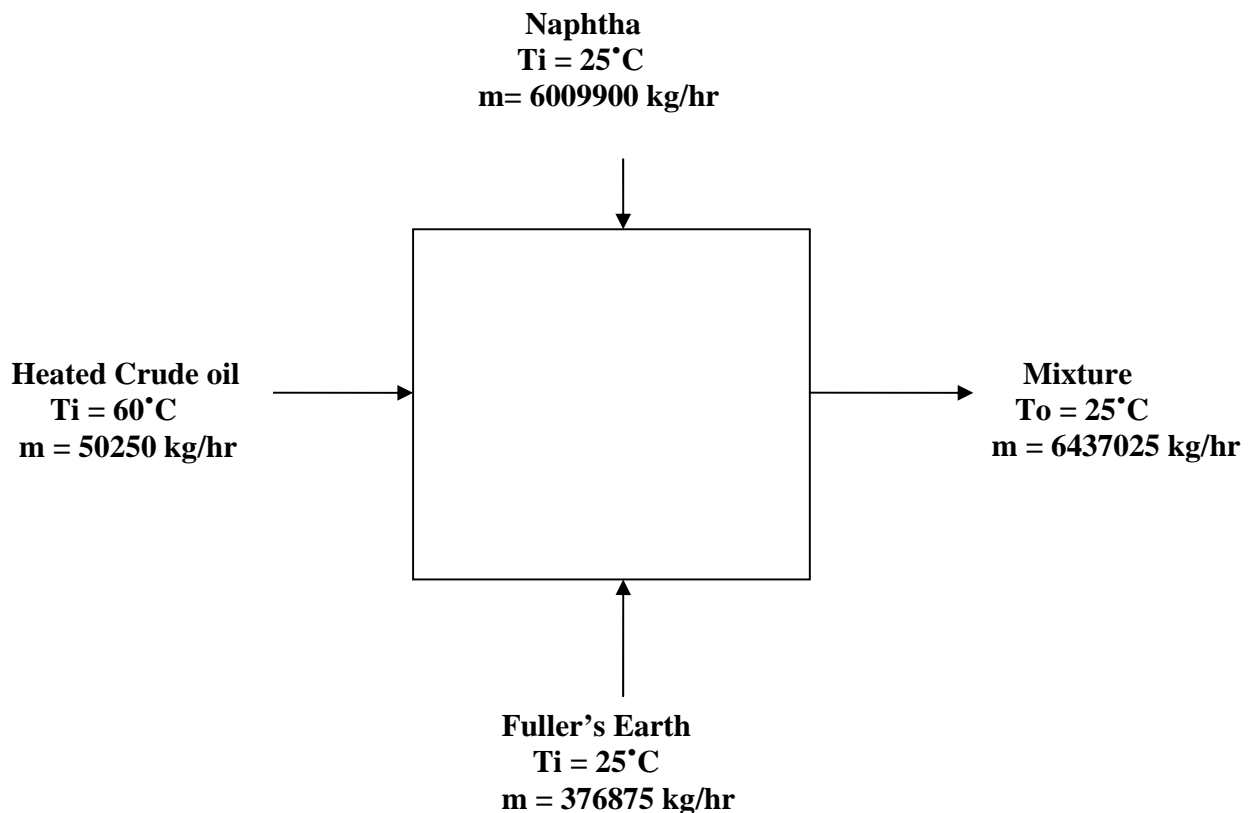 Naphtha
Ti = 25˚C
m= 6009900 kg/hr
Heated Crude oil
Ti = 60˚C
m = 50250 kg/hr
Mixture
To = 25˚C
m = 6437025 kg/hr
Fuller’s Earth
Ti = 25˚C
m = 376875 kg/hr